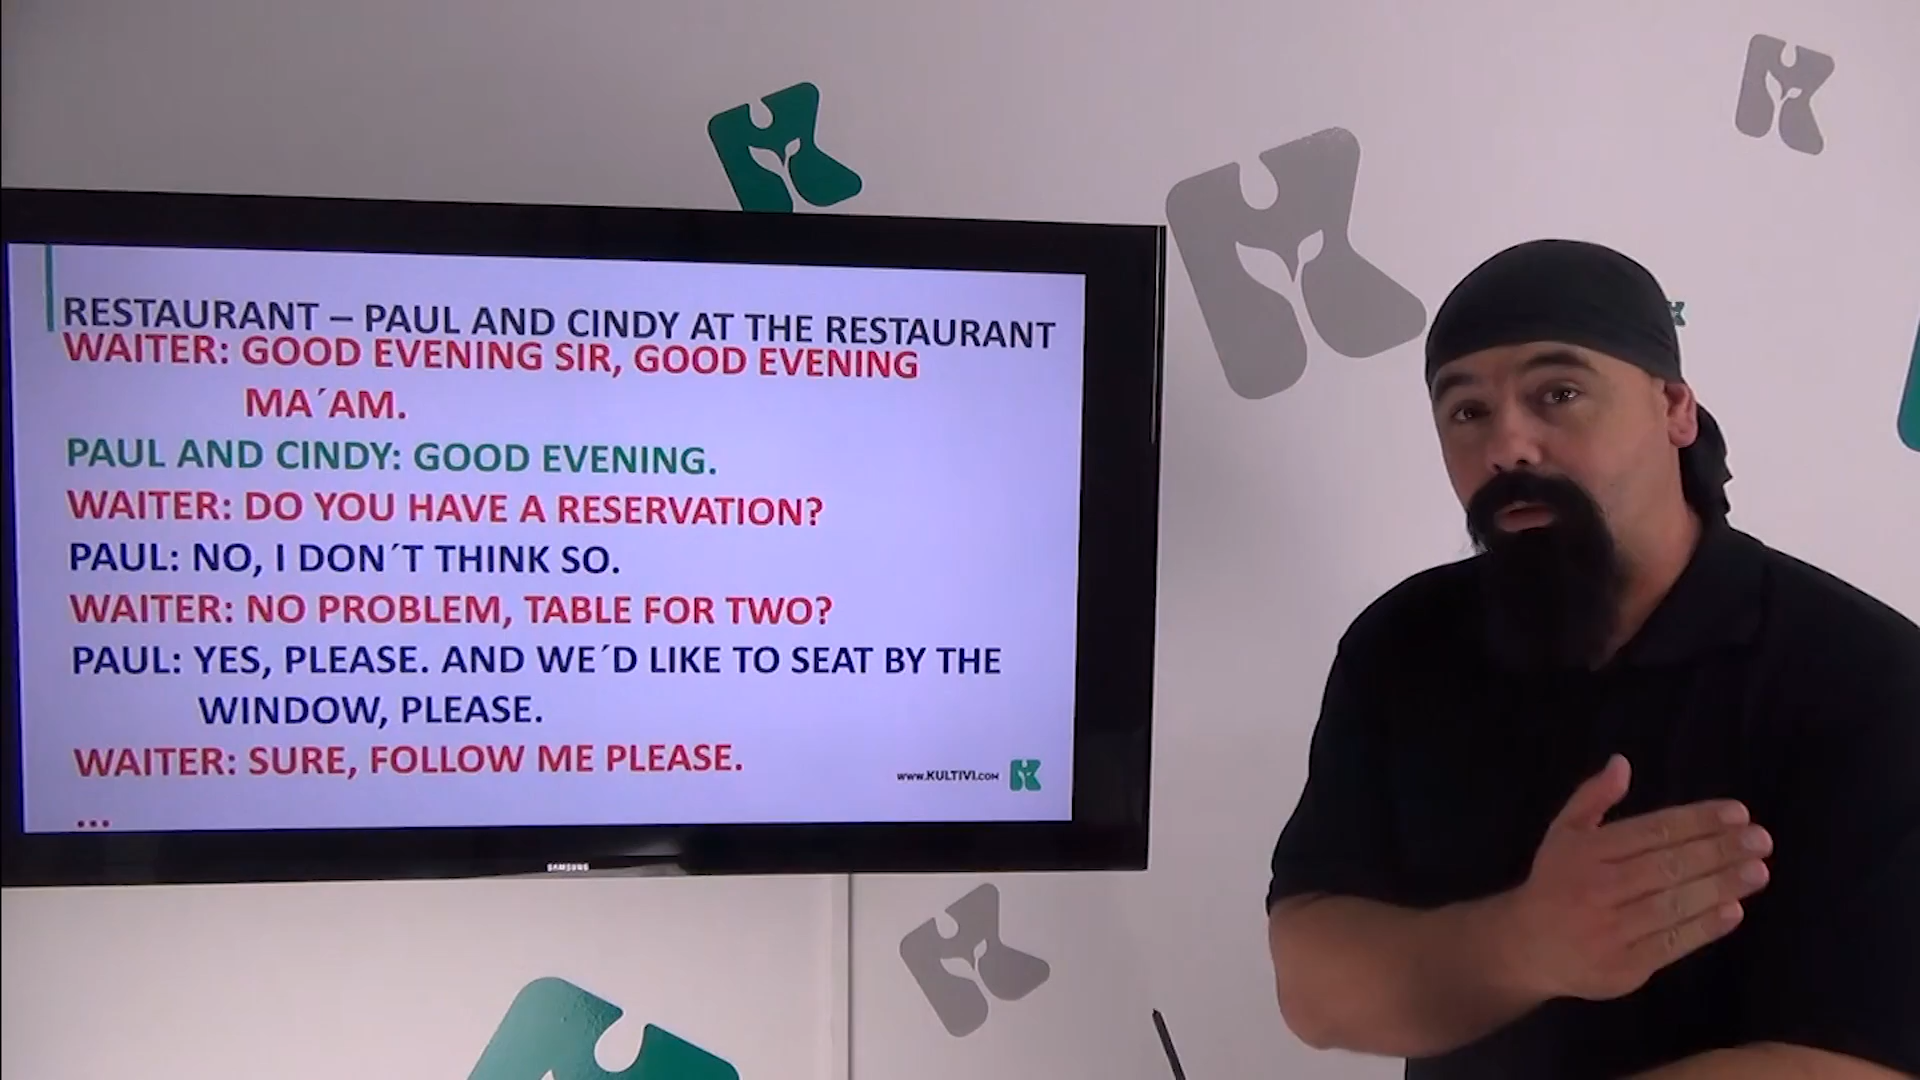 RESTAURANT – PAUL AND CINDY AT THE RESTAURANT
WAITER: GOOD EVENING SIR, GOOD EVENING
MA´AM.
PAUL AND CINDY: GOOD EVENING.
WAITER: DO YOU HAVE A RESERVATION?
PAUL: NO, I DON´T THINK SO.
WAITER: NO PROBLEM, TABLE FOR TWO?
PAUL: YES, PLEASE. AND WE´D LIKE TO SEAT BY THE
WINDOW, PLEASE.
WAITER: SURE, FOLLOW ME PLEASE.
...
www.KULTIVI.COM
SAMSUNG